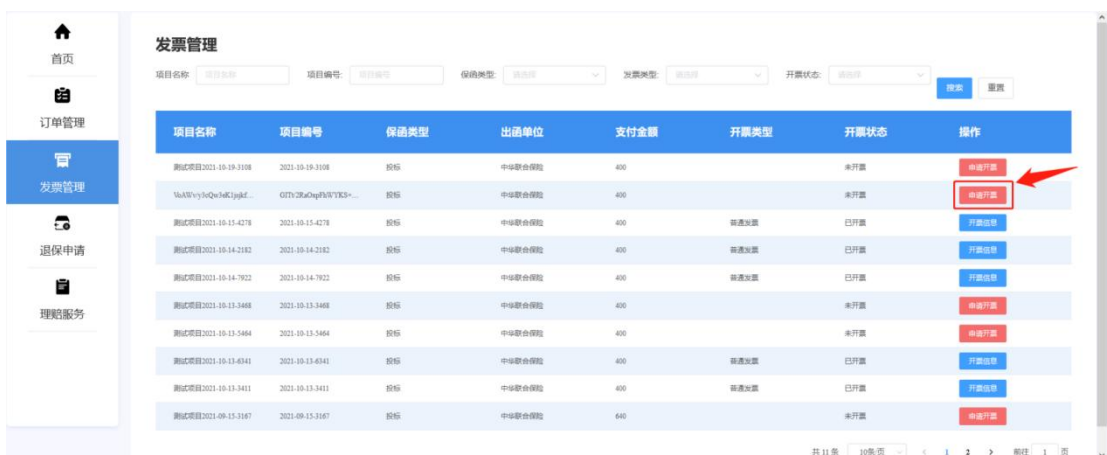 首页
订单管理
发票管理
退保申请
理赔服务
发票管理
项目名称 项目名称 项目编号: 项目编号 保函类型: 请选择 发票类型: 请选择 开票状态: 请选择 搜索 重置
项目名称 项目编号 保函类型 出函单位 支付金额 开票类型 开票状态 操作
测试项目2021-10-19-3108 2021-10-19-3108 投标 中华联合保险 400 未开票 申请开票
投标 中华联合保险 400 未开票 申请开票
测试项目2021-10-15-4278 2021-10-15-4278 投标 中华联合保险 400 普通发票 已开票 开票信息
测试项目2021-10-14-2182 2021-10-14-2182 投标 中华联合保险 400 普通发票 已开票 开票信息
测试项目2021-10-14-7922 2021-10-14-7922 投标 中华联合保险 400 普通发票 已开票 开票信息
测试项目2021-10-13-3468 2021-10-13-3468 投标 中华联合保险 400 未开票 申请开票
测试项目2021-10-13-5464 2021-10-13-5464 投标 中华联合保险 400 未开票 申请开票
测试项目2021-10-13-6341 2021-10-13-6341 投标 中华联合保险 400 普通发票 已开票 开票信息
测试项目2021-10-13-3411 2021-10-13-3411 投标 中华联合保险 400 普通发票 已开票 开票信息
测试项目2021-09-15-3167 2021-09-15-3167 投标 中华联合保险 640 未开票 申请开票
共 11 条 10条/页 < 1 2 > 前往 1 页